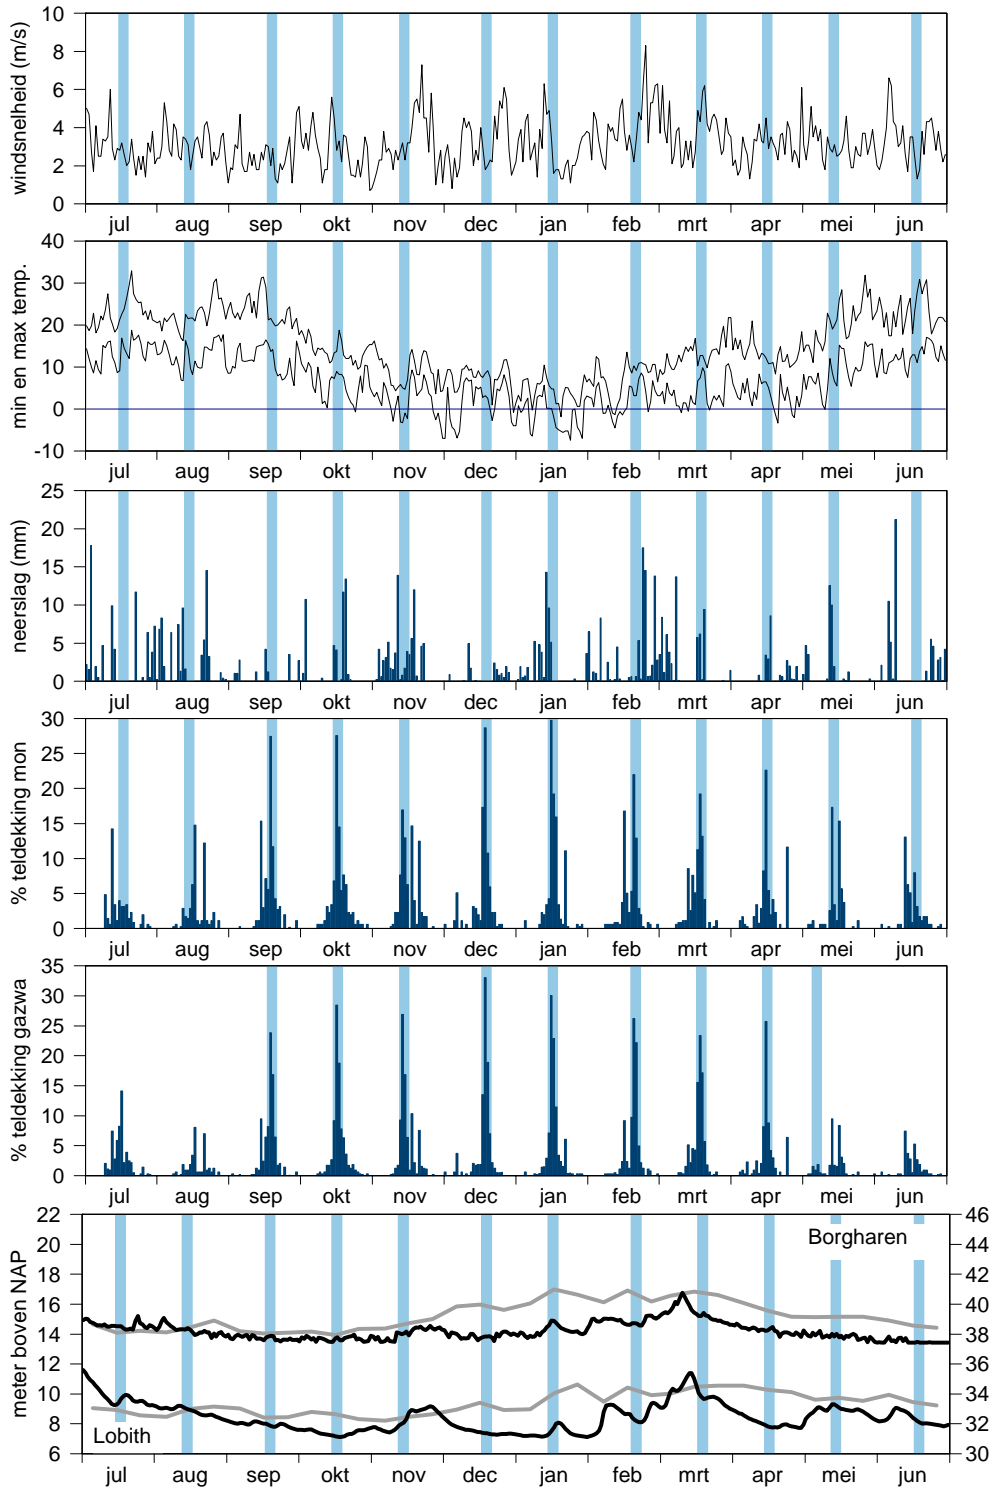 windsnelheid (m/s)
10
8
6
4
2
0
jul aug sep okt nov dec jan feb mrt apr mei jun
min en max temp.
40
30
20
10
0
-10
jul aug sep okt nov dec jan feb mrt apr mei jun
neerslag (mm)
25
20
15
10
5
0
jul aug sep okt nov dec jan feb mrt apr mei jun
% teldekking mon
30
25
20
15
10
5
0
jul aug sep okt nov dec jan feb mrt apr mei jun
% teldekking gazwa
35
30
25
20
15
10
5
0
jul aug sep okt nov dec jan feb mrt apr mei jun
meter boven NAP
22 46
20 Borgharen 44
18 42
16 40
14 38
12 36
10 34
8 32
Lobith
6 30
jul aug sep okt nov dec jan feb mrt apr mei jun